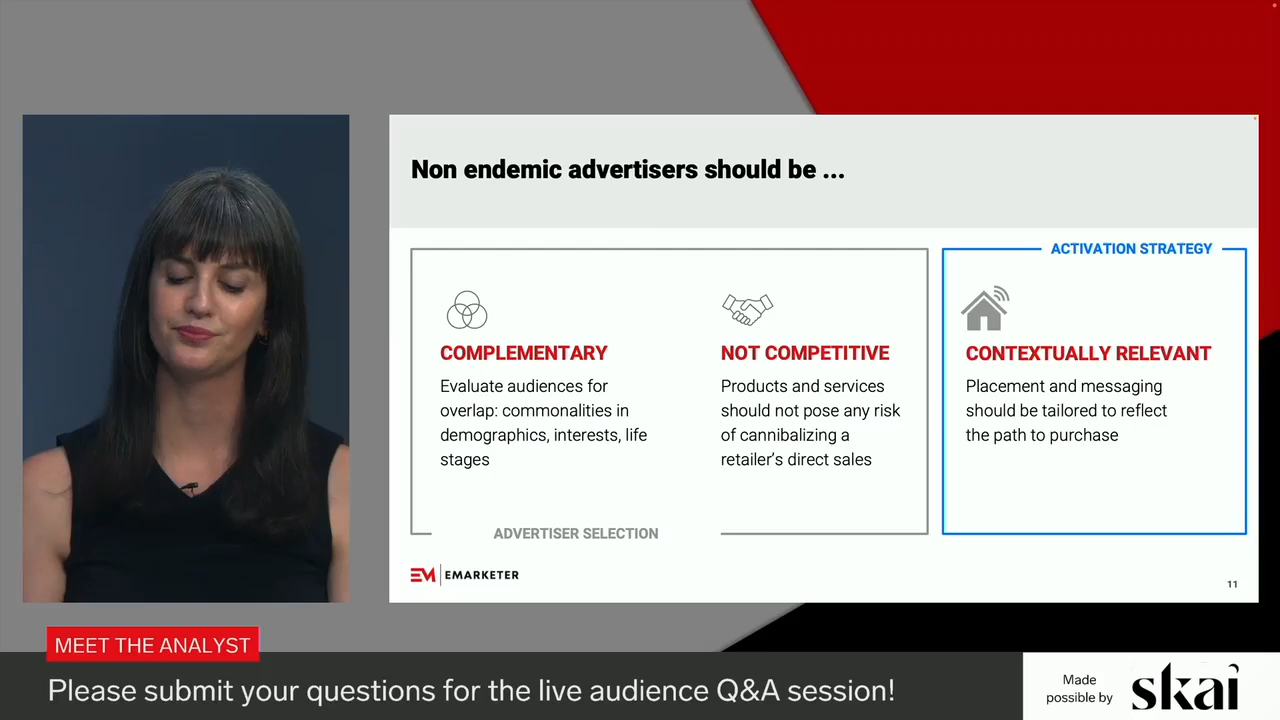 Non endemic advertisers should be ...
ACTIVATION STRATEGY
COMPLEMENTARY
Evaluate audiences for
overlap: commonalities in
demographics, interests, life
stages
NOT COMPETITIVE
Products and services
should not pose any risk
of cannibalizing a
retailer's direct sales
CONTEXTUALLY RELEVANT
Placement and messaging
should be tailored to reflect
the path to purchase
ADVERTISER SELECTION
EM EMARKETER
11
MEET THE ANALYST
Please submit your questions for the live audience Q&A session!
Made
possible by
skai